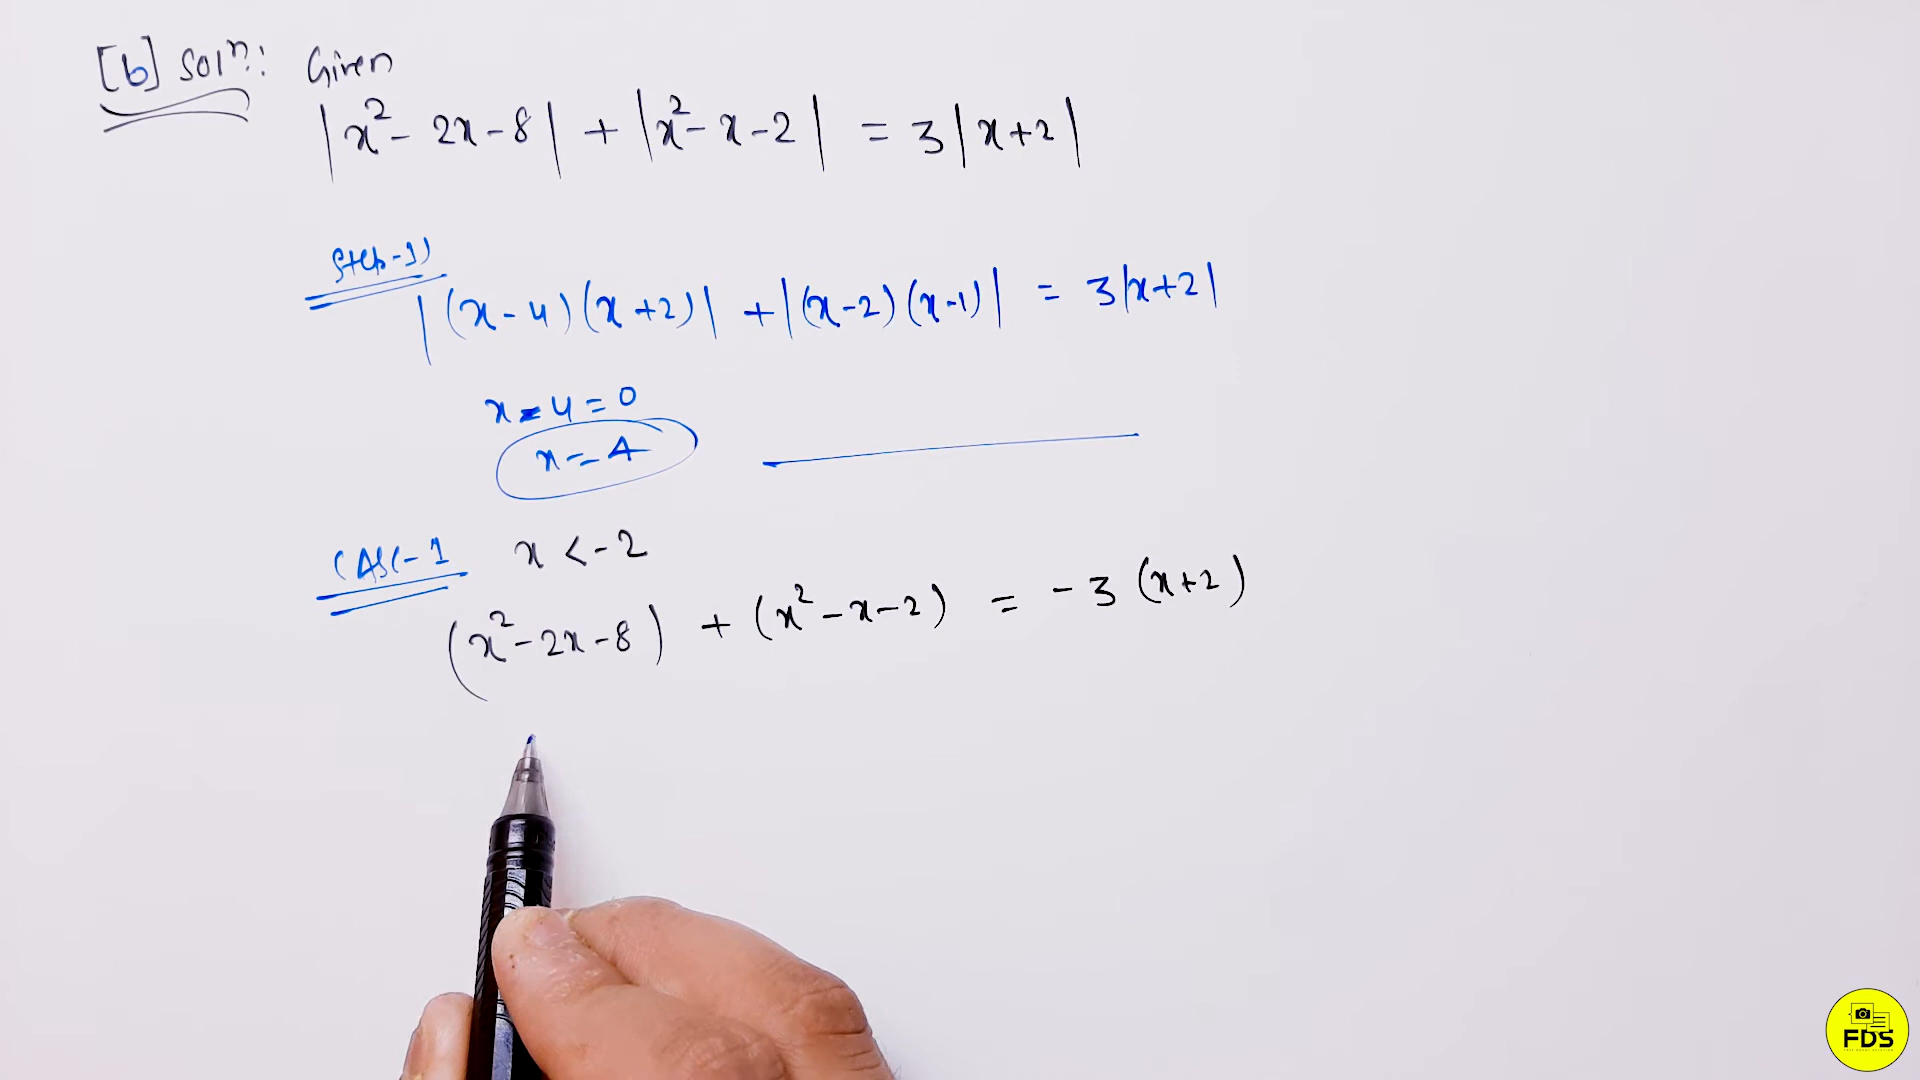 [b] Solⁿ: Given
|x² - 2x - 8| + |x² - x - 2| = 3|x+2|
Step-1)
|(x-4)(x+2)| + |(x-2)(x-1)| = 3|x+2|
x-4=0
x=4
CASE-1 x < -2
(x² - 2x - 8) + (x² - x - 2) = -3(x+2)
FDS